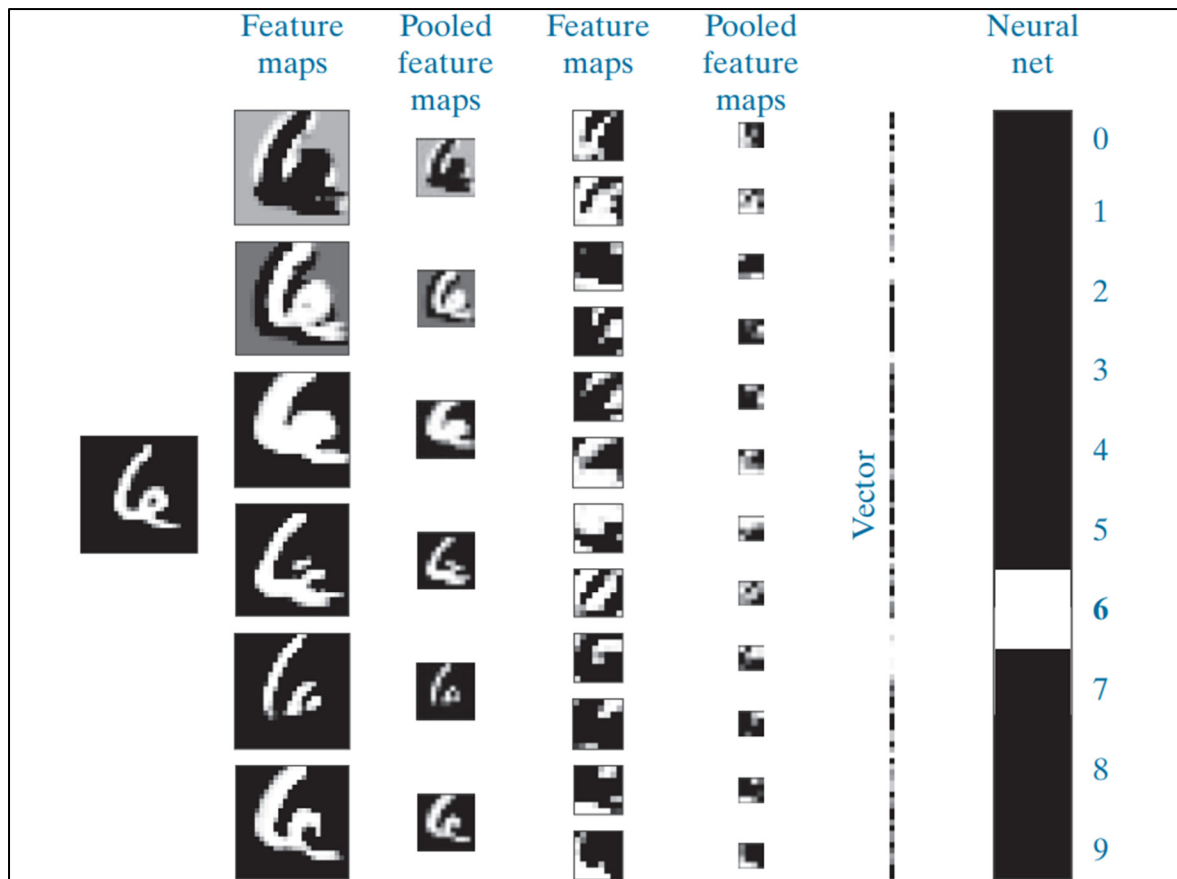 Feature
maps
Pooled
feature
maps
Feature
maps
Pooled
feature
maps
Neural
net
Vector
0
1
2
3
4
5
6
7
8
9